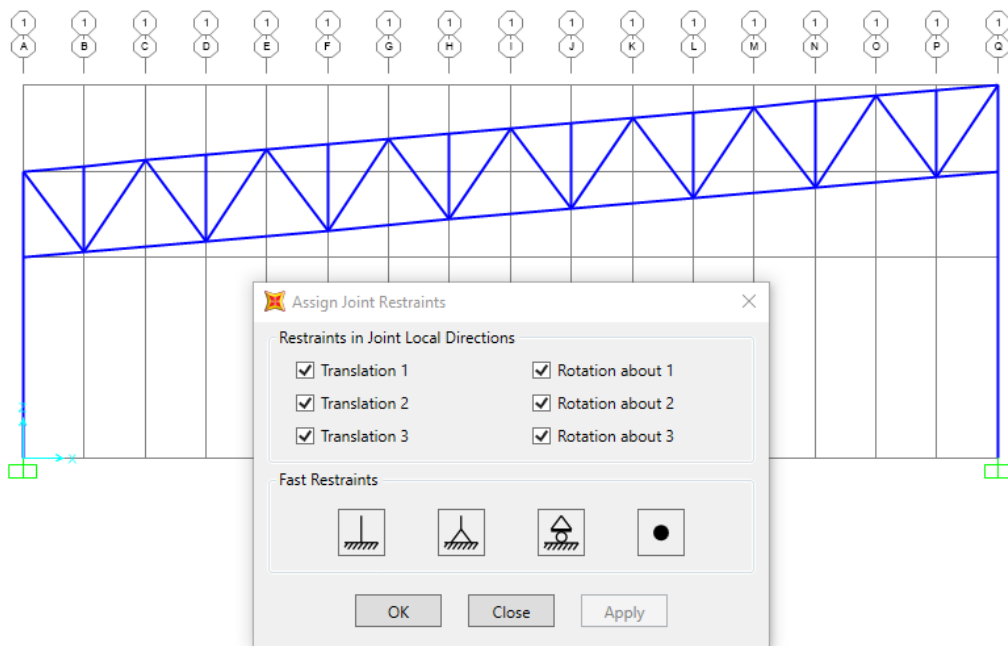 1 1 1 1 1 1 1 1 1 1 1 1 1 1 1 1 1
A B C D E F G H I J K L M N O P Q
Assign Joint Restraints
Restraints in Joint Local Directions
Translation 1 Rotation about 1
Translation 2 Rotation about 2
Translation 3 Rotation about 3
Z
X
Fast Restraints
OK Close Apply